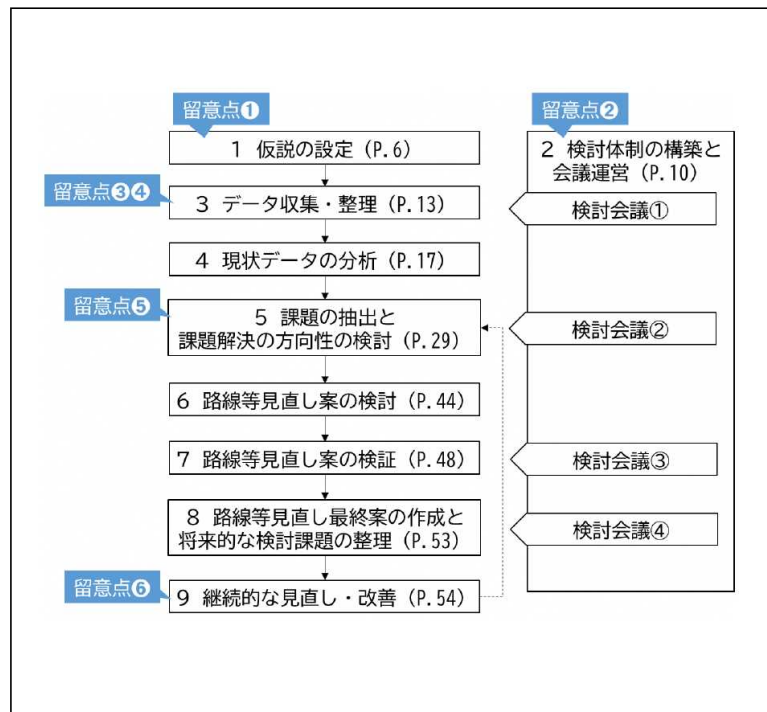 留意点❶
1 仮説の設定（P.6）
留意点❸❹
3 データ収集・整理（P.13）
4 現状データの分析（P.17）
留意点❺
5 課題の抽出と
課題解決の方向性の検討（P.29）
6 路線等見直し案の検討（P.44）
7 路線等見直し案の検証（P.48）
8 路線等見直し最終案の作成と
将来的な検討課題の整理（P.53）
留意点❻
9 継続的な見直し・改善（P.54）
留意点❷
2 検討体制の構築と
会議運営（P.10）
検討会議①
検討会議②
検討会議③
検討会議④